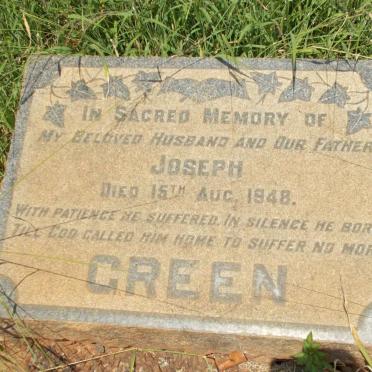 In Sacred Memory of
My Beloved Husband and Our Father
Joseph
Died 15TH Aug, 1948.
With patience he suffered, in silence he bor
Till God called him home to suffer no mor
GREEN